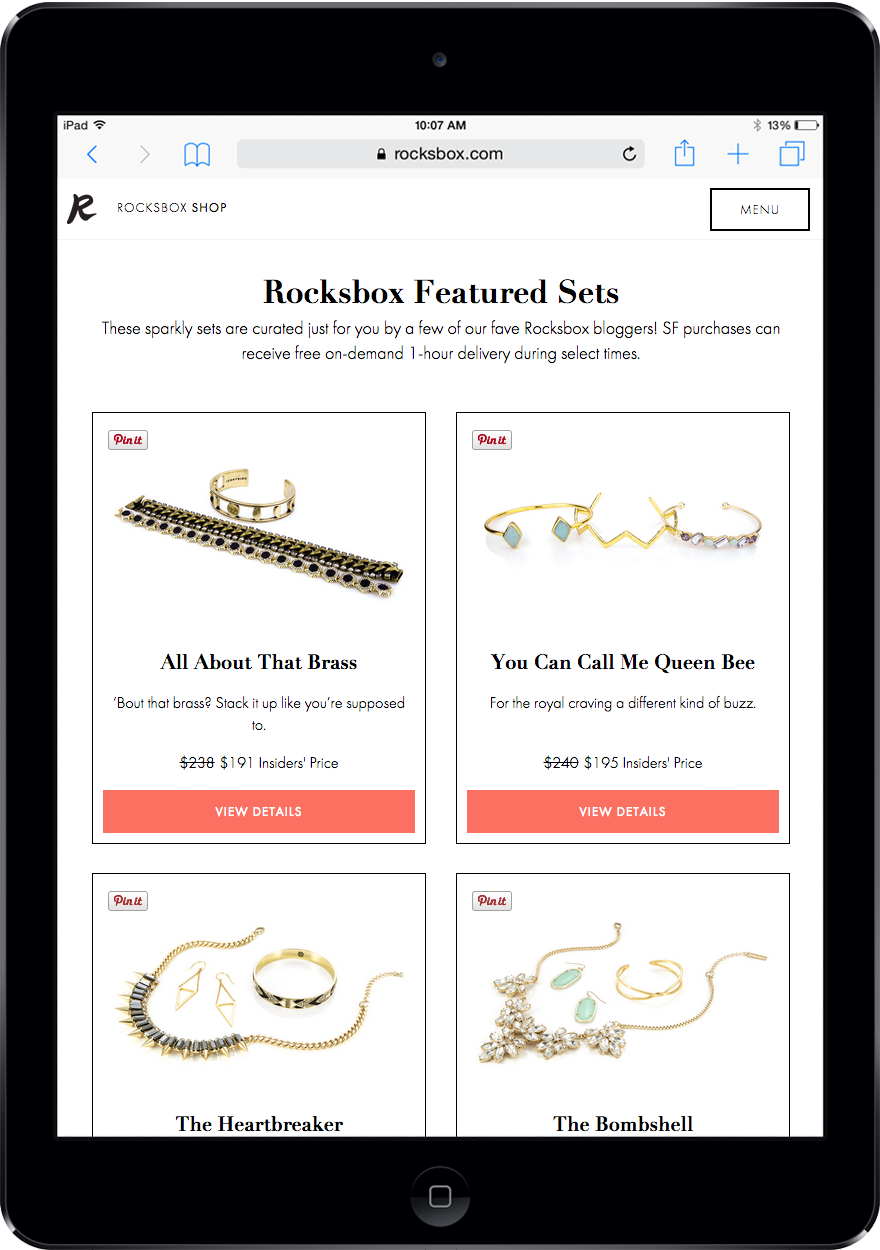 iPad 10:07 AM 13%
rocksbox.com
R ROCKSBOX SHOP MENU
Rocksbox Featured Sets
These sparkly sets are curated just for you by a few of our fave Rocksbox bloggers! SF purchases can
receive free on-demand 1-hour delivery during select times.
Pin it
All About That Brass
‘Bout that brass? Stack it up like you’re supposed
to.
$238 $191 Insiders' Price
VIEW DETAILS
Pin it
You Can Call Me Queen Bee
For the royal craving a different kind of buzz.
$240 $195 Insiders' Price
VIEW DETAILS
Pin it
The Heartbreaker
Pin it
The Bombshell